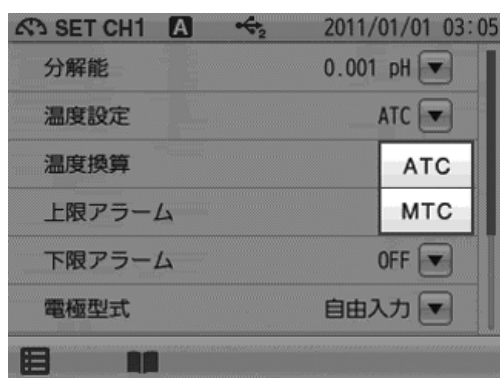 SET CH1 A 2 2011/01/01 03:05
分解能 0.001 pH
温度設定 ATC
温度換算 ATC
上限アラーム MTC
下限アラーム OFF
電極型式 自由入力